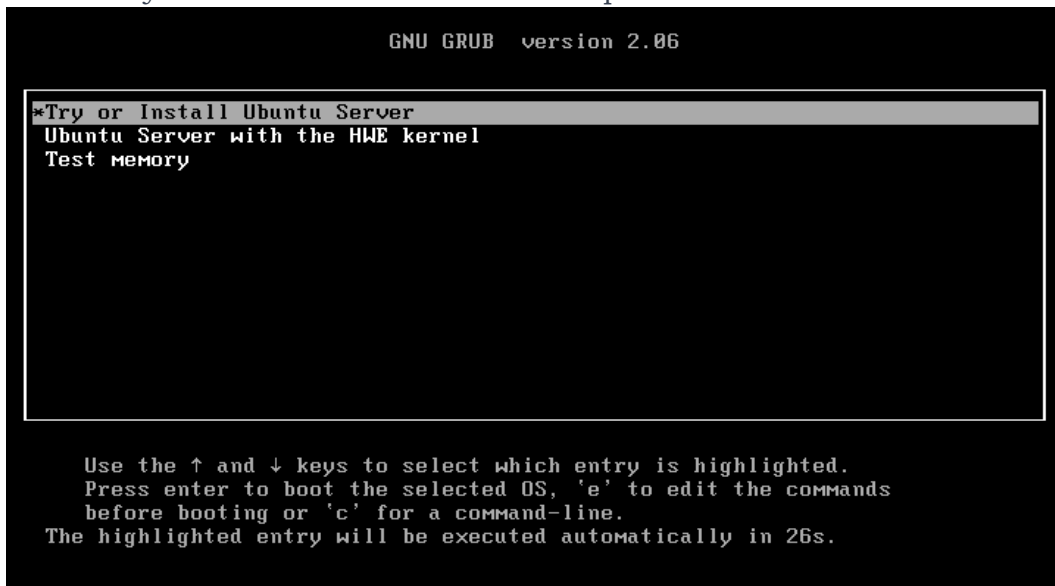 GNU GRUB version 2.06
*Try or Install Ubuntu Server
Ubuntu Server with the HWE kernel
Test memory
Use the ↑ and ↓ keys to select which entry is highlighted.
Press enter to boot the selected OS, `e' to edit the commands
before booting or `c' for a command-line.
The highlighted entry will be executed automatically in 26s.